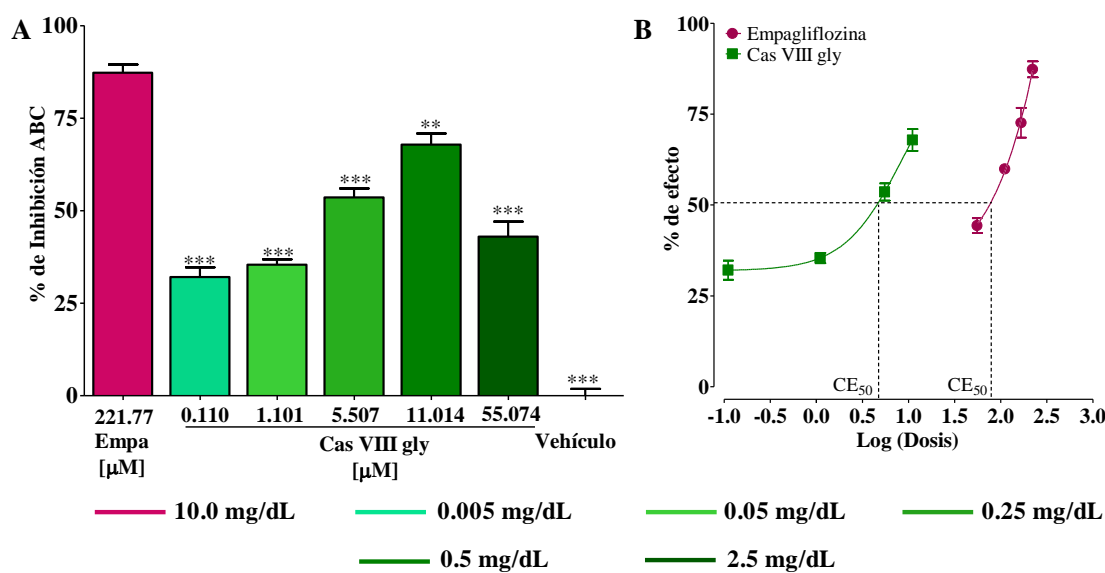 A
% de Inhibición ABC
100
75
50
25
0
***
***
***
**
***
***
221.77
0.110
1.101
5.507
11.014
55.074
Vehículo
Empa
[µM]
Cas VIII gly
[µM]
B
Empagliflozina
Cas VIII gly
% de efecto
100
75
50
25
0
CE50
CE50
-1.0
-0.5
0.0
0.5
1.0
1.5
2.0
2.5
3.0
Log (Dosis)
10.0 mg/dL
0.005 mg/dL
0.05 mg/dL
0.25 mg/dL
0.5 mg/dL
2.5 mg/dL